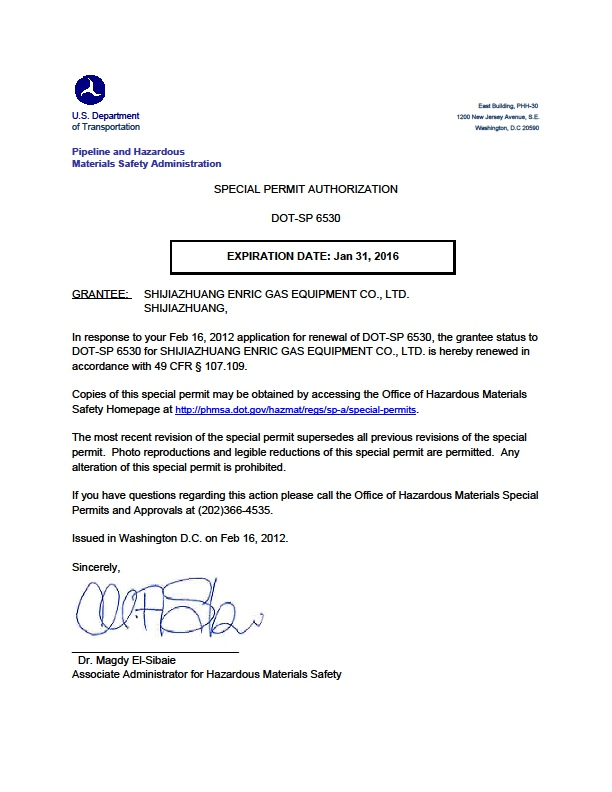 U.S. Department
of Transportation
East Building, PHH-30
1200 New Jersey Avenue, S.E.
Washington, D.C 20590
Pipeline and Hazardous
Materials Safety Administration
SPECIAL PERMIT AUTHORIZATION
DOT-SP 6530
EXPIRATION DATE: Jan 31, 2016
GRANTEE: SHIJIAZHUANG ENRIC GAS EQUIPMENT CO., LTD.
SHIJIAZHUANG,
In response to your Feb 16, 2012 application for renewal of DOT-SP 6530, the grantee status to
DOT-SP 6530 for SHIJIAZHUANG ENRIC GAS EQUIPMENT CO., LTD. is hereby renewed in
accordance with 49 CFR § 107.109.
Copies of this special permit may be obtained by accessing the Office of Hazardous Materials
Safety Homepage at http://phmsa.dot.gov/hazmat/regs/sp-a/special-permits.
The most recent revision of the special permit supersedes all previous revisions of the special
permit. Photo reproductions and legible reductions of this special permit are permitted. Any
alteration of this special permit is prohibited.
If you have questions regarding this action please call the Office of Hazardous Materials Special
Permits and Approvals at (202)366-4535.
Issued in Washington D.C. on Feb 16, 2012.
Sincerely,
Dr. Magdy El-Sibaie
Associate Administrator for Hazardous Materials Safety